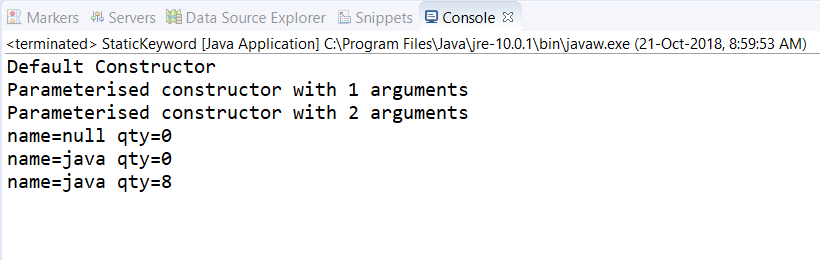 Markers Servers Data Source Explorer Snippets Console
<terminated> StaticKeyword [Java Application] C:\Program Files\Java\jre-10.0.1\bin\javaw.exe (21-Oct-2018, 8:59:53 AM)
Default Constructor
Parameterised constructor with 1 arguments
Parameterised constructor with 2 arguments
name=null qty=0
name=java qty=0
name=java qty=8